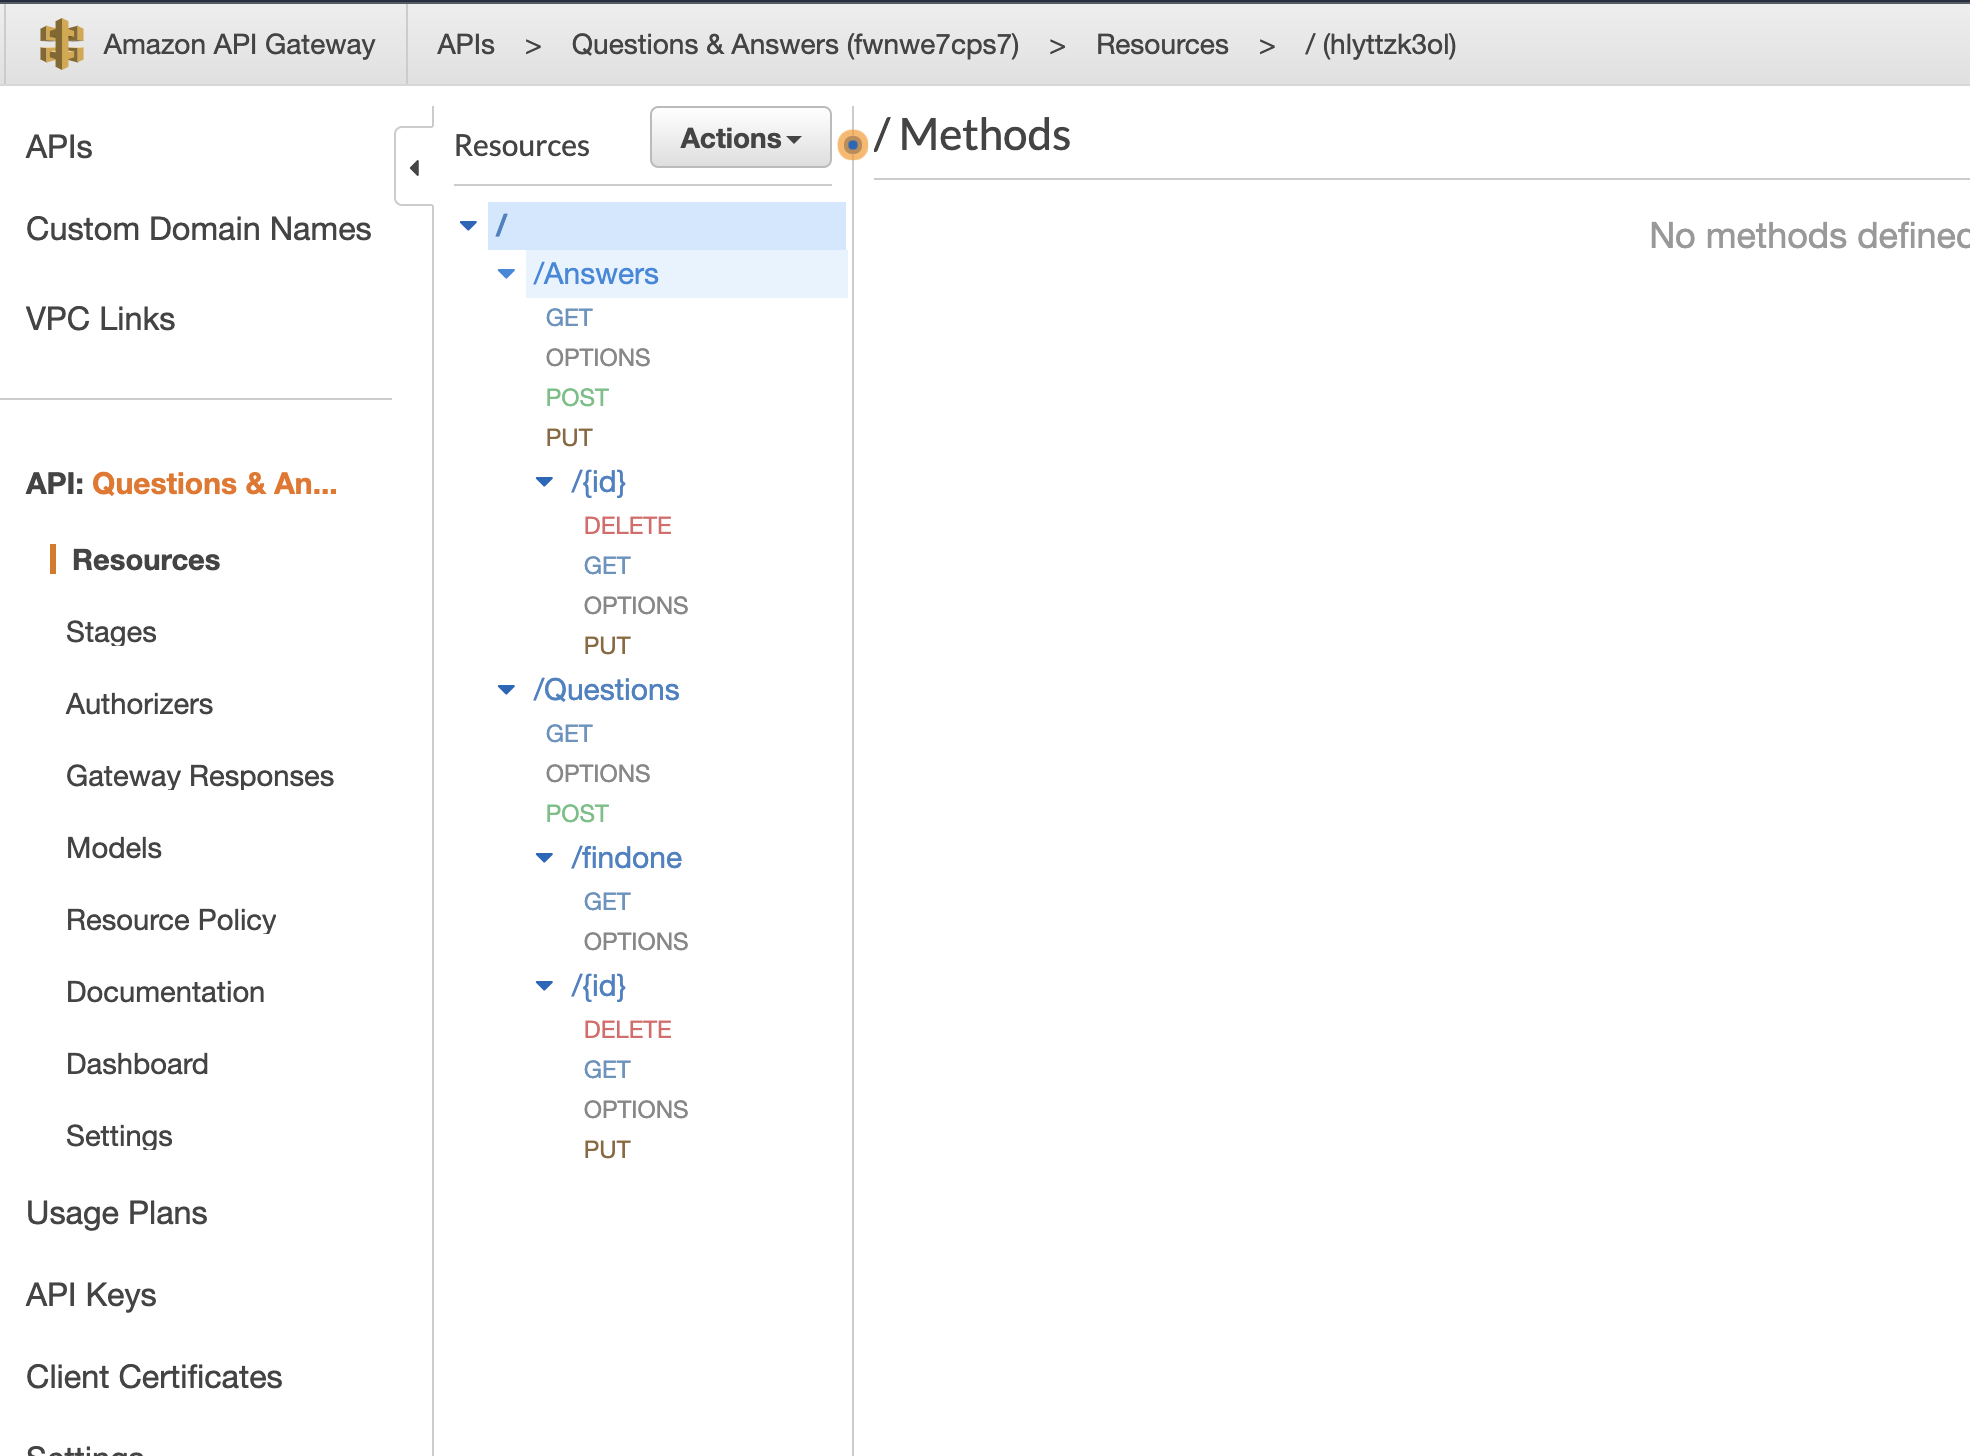 Amazon API Gateway
APIs > Questions & Answers (fwnwe7cps7) > Resources > / (hlyttzk3ol)
APIs
Custom Domain Names
VPC Links
API: Questions & An...
Resources
Stages
Authorizers
Gateway Responses
Models
Resource Policy
Documentation
Dashboard
Settings
Usage Plans
API Keys
Client Certificates
Settings
Resources
Actions
/
/Answers
GET
OPTIONS
POST
PUT
/{id}
DELETE
GET
OPTIONS
PUT
/Questions
GET
OPTIONS
POST
/findone
GET
OPTIONS
/{id}
DELETE
GET
OPTIONS
PUT
/ Methods
No methods defined